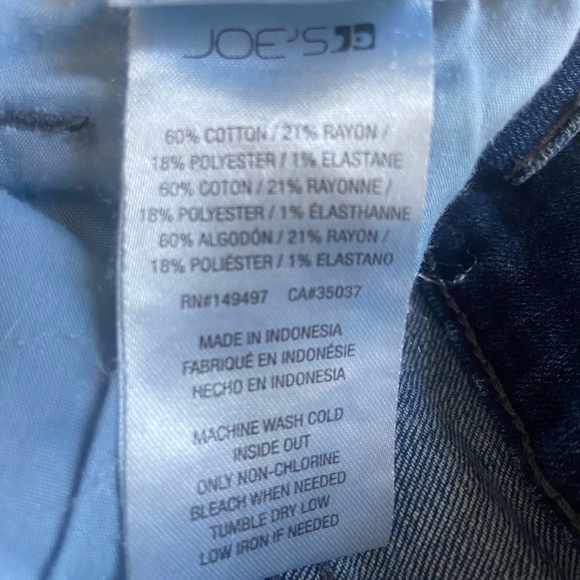 JOE'S
60% COTTON / 21% RAYON /
18% POLYESTER / 1% ELASTANE
60% COTON / 21% RAYONNE /
18% POLYESTER / 1% ÉLASTHANNE
60% ALGODÓN / 21% RAYON /
18% POLIÉSTER / 1% ELASTANO
RN#149497 CA#35037
MADE IN INDONESIA
FABRIQUÉ EN INDONÉSIE
HECHO EN INDONESIA
MACHINE WASH COLD
INSIDE OUT
ONLY NON-CHLORINE
BLEACH WHEN NEEDED
TUMBLE DRY LOW
LOW IRON IF NEEDED